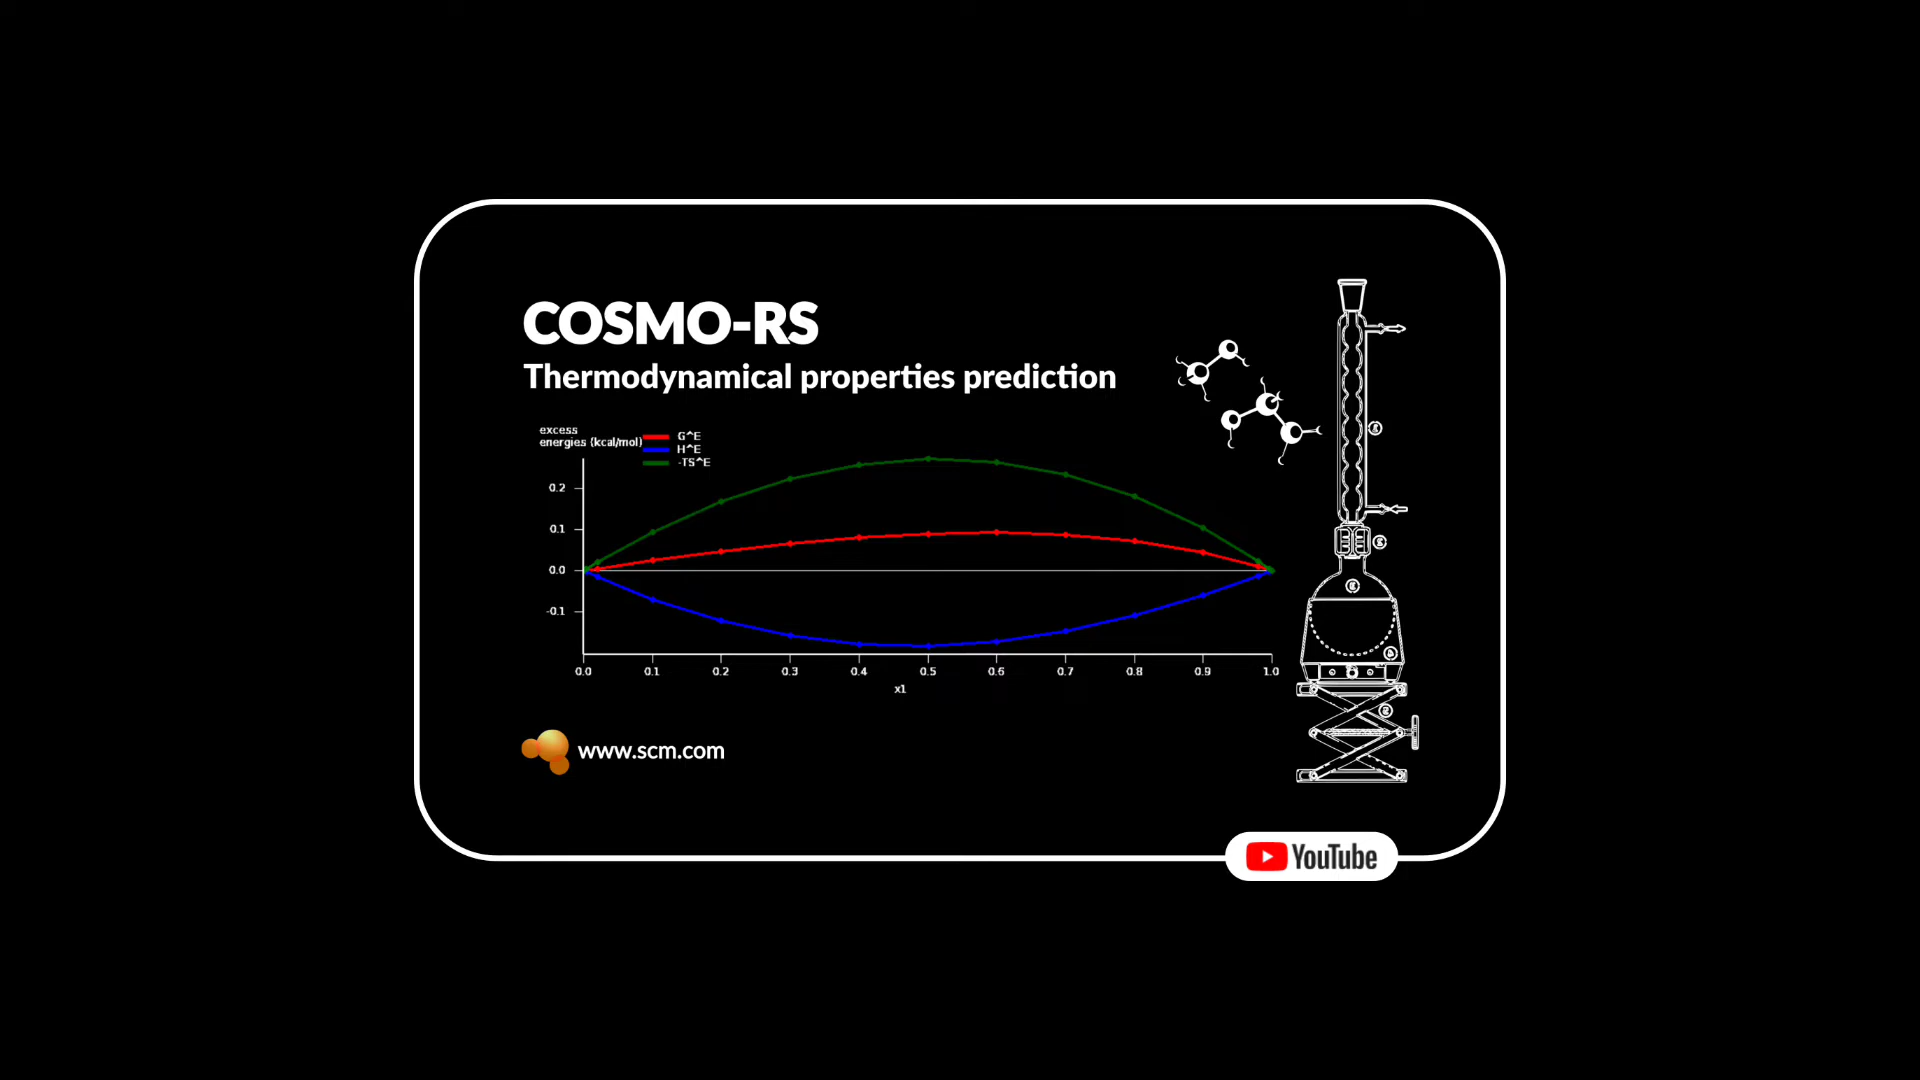 COSMO-RS
Thermodynamical properties prediction
excess
energies (kcal/mol)
G^E
H^E
-TS^E
0.2
0.1
0.0
-0.1
0.0 0.1 0.2 0.3 0.4 0.5 0.6 0.7 0.8 0.9 1.0
x1
www.scm.com
YouTube